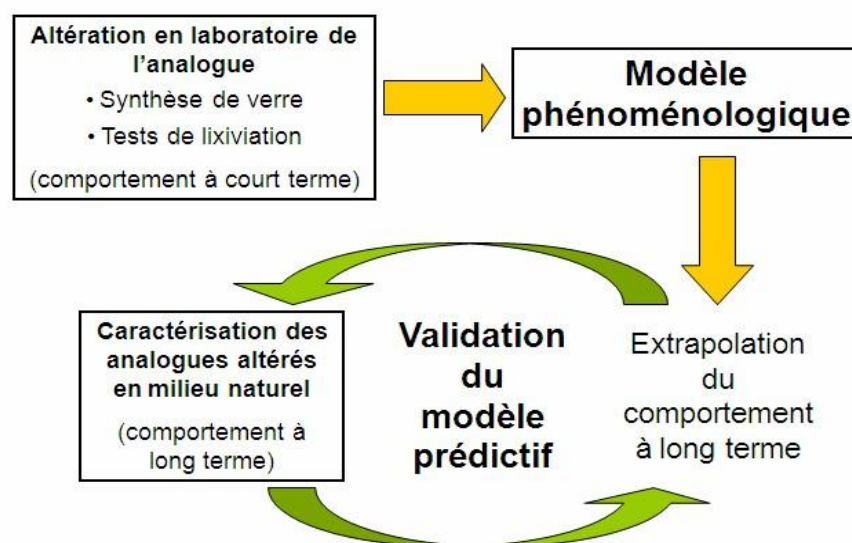 Altération en laboratoire de
l’analogue
• Synthèse de verre
• Tests de lixiviation
(comportement à court terme)
Modèle
phénoménologique
Caractérisation des
analogues altérés
en milieu naturel
(comportement à
long terme)
Validation
du
modèle
prédictif
Extrapolation
du
comportement
à long terme